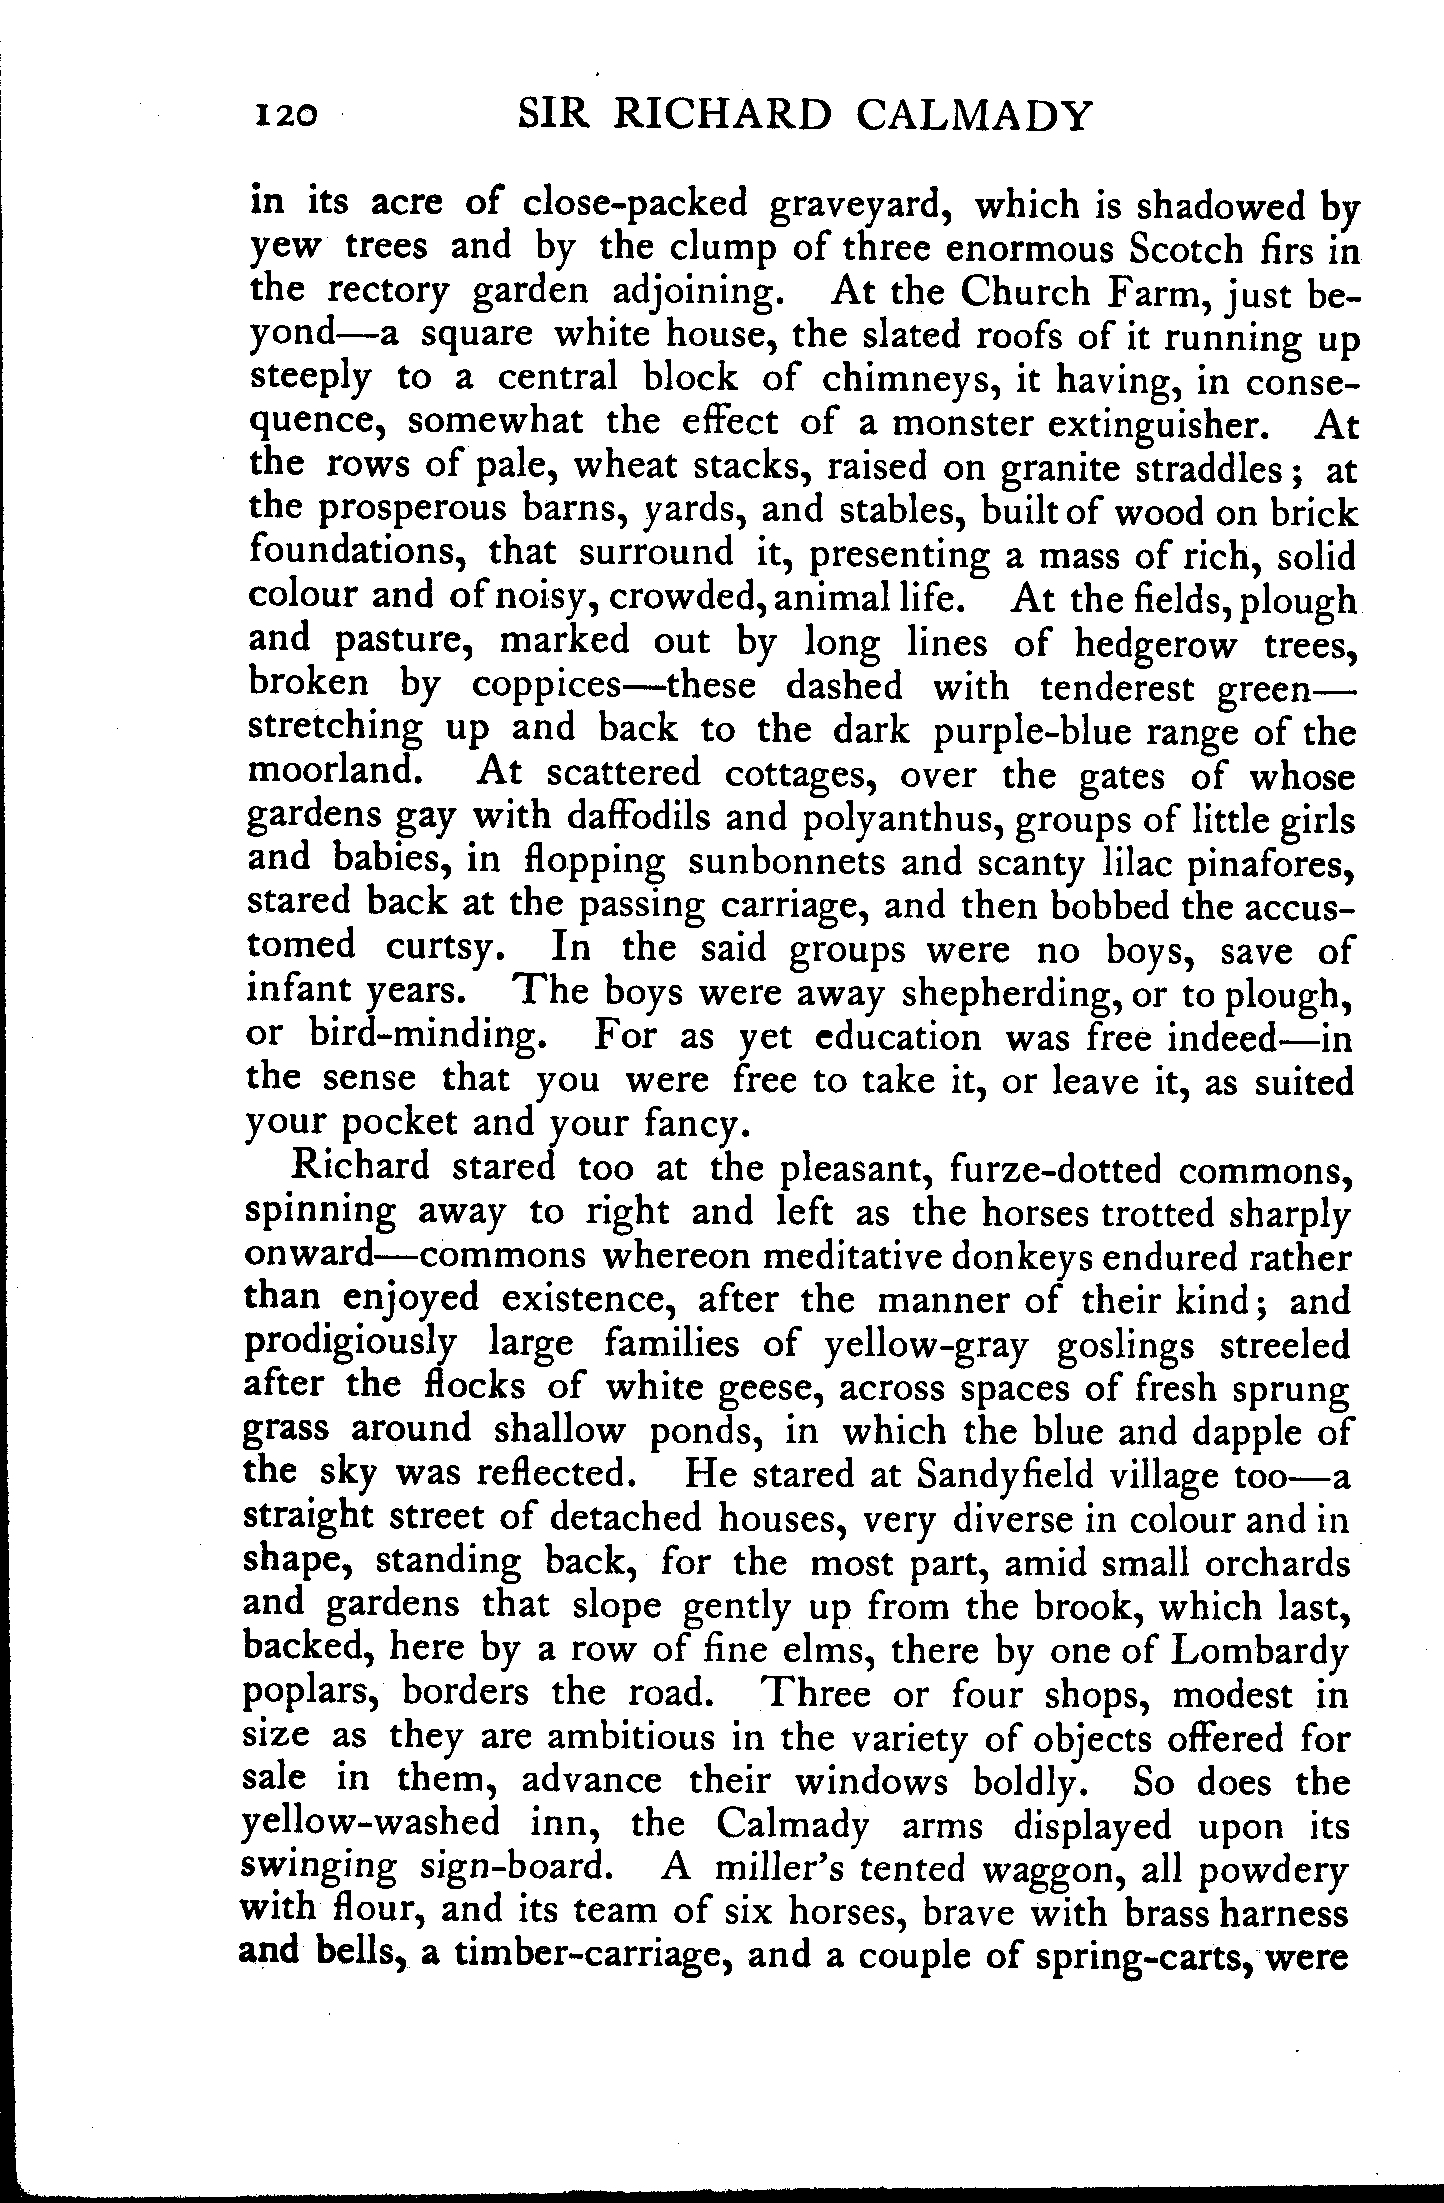 120 SIR RICHARD CALMADY
in its acre of close-packed graveyard, which is shadowed by
yew trees and by the clump of three enormous Scotch firs in
the rectory garden adjoining. At the Church Farm, just be-
yond—a square white house, the slated roofs of it running up
steeply to a central block of chimneys, it having, in conse-
quence, somewhat the effect of a monster extinguisher. At
the rows of pale, wheat stacks, raised on granite straddles; at
the prosperous barns, yards, and stables, built of wood on brick
foundations, that surround it, presenting a mass of rich, solid
colour and of noisy, crowded, animal life. At the fields, plough
and pasture, marked out by long lines of hedgerow trees,
broken by coppices—these dashed with tenderest green—
stretching up and back to the dark purple-blue range of the
moorland. At scattered cottages, over the gates of whose
gardens gay with daffodils and polyanthus, groups of little girls
and babies, in flopping sunbonnets and scanty lilac pinafores,
stared back at the passing carriage, and then bobbed the accus-
tomed curtsy. In the said groups were no boys, save of
infant years. The boys were away shepherding, or to plough,
or bird-minding. For as yet education was free indeed—in
the sense that you were free to take it, or leave it, as suited
your pocket and your fancy.
Richard stared too at the pleasant, furze-dotted commons,
spinning away to right and left as the horses trotted sharply
onward—commons whereon meditative donkeys endured rather
than enjoyed existence, after the manner of their kind; and
prodigiously large families of yellow-gray goslings streeled
after the flocks of white geese, across spaces of fresh sprung
grass around shallow ponds, in which the blue and dapple of
the sky was reflected. He stared at Sandyfield village too—a
straight street of detached houses, very diverse in colour and in
shape, standing back, for the most part, amid small orchards
and gardens that slope gently up from the brook, which last,
backed, here by a row of fine elms, there by one of Lombardy
poplars, borders the road. Three or four shops, modest in
size as they are ambitious in the variety of objects offered for
sale in them, advance their windows boldly. So does the
yellow-washed inn, the Calmady arms displayed upon its
swinging sign-board. A miller's tented waggon, all powdery
with flour, and its team of six horses, brave with brass harness
and bells, a timber-carriage, and a couple of spring-carts, were